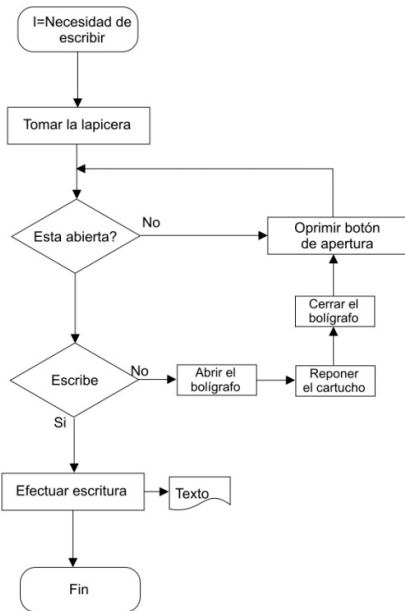 I=Necesidad de
escribir
Tomar la lapicera
Esta abierta?
No
Oprimir botón
de apertura
Cerrar el
bolígrafo
Escribe
No
Abrir el
bolígrafo
Reponer
el cartucho
Si
Efectuar escritura
Texto
Fin